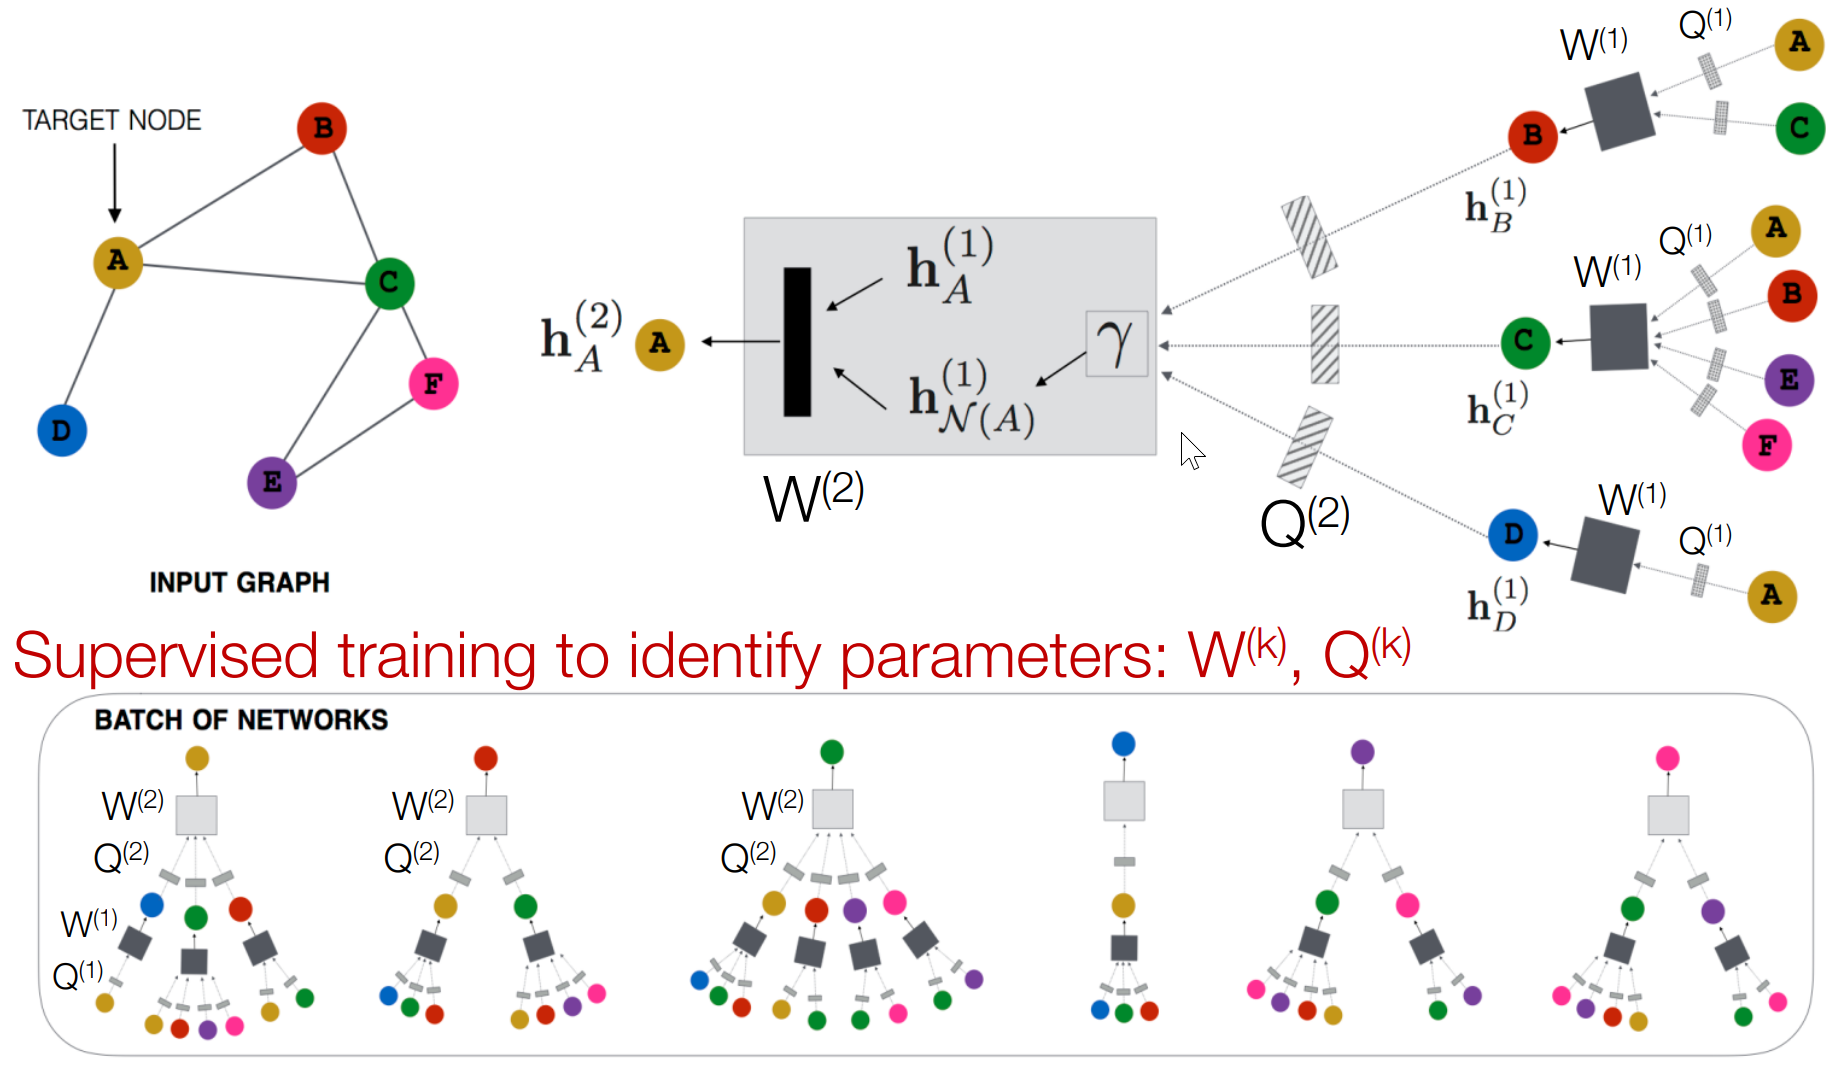 TARGET NODE
B
A
C
F
D
E
INPUT GRAPH
h_A^(2) A
h_A^(1)
γ
h_N(A)^(1)
W^(2)
Q^(2)
W^(1) Q^(1) A
B C
h_B^(1)
W^(1) Q^(1) A
B
C E
h_C^(1) F
W^(1)
D Q^(1)
h_D^(1) A
Supervised training to identify parameters: W^(k), Q^(k)
BATCH OF NETWORKS
W^(2) W^(2) W^(2)
Q^(2) Q^(2) Q^(2)
W^(1)
Q^(1)